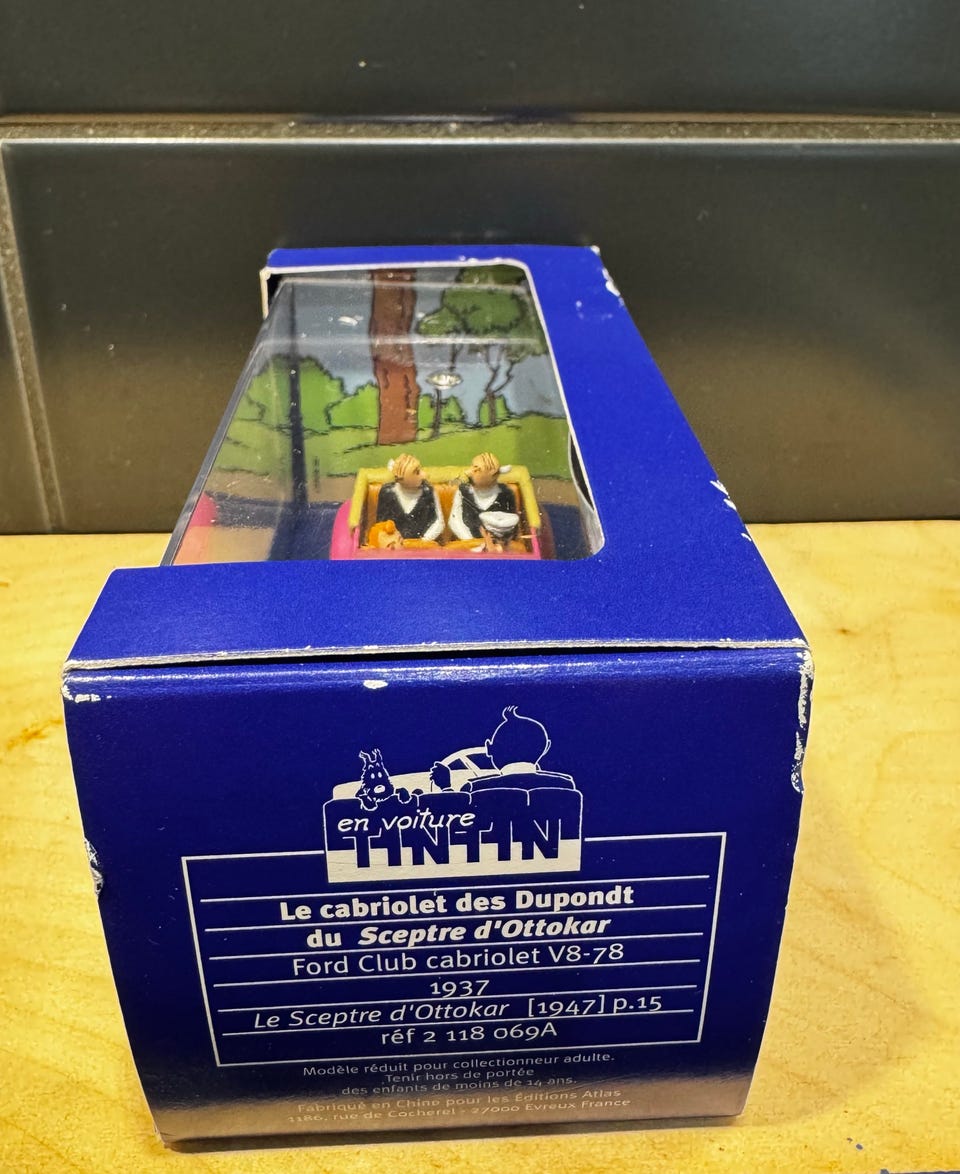 en voiture
TINTIN
Le cabriolet des Dupondt
du Sceptre d'Ottokar
Ford Club cabriolet V8-78
1937
Le Sceptre d'Ottokar [1947] p.15
réf 2 118 069A
Modèle réduit pour collectionneur adulte.
Tenir hors de portée
des enfants de moins de 14 ans.
Fabriqué en Chine pour les Éditions Atlas
1186, rue de Cocherel - 27000 Evreux France